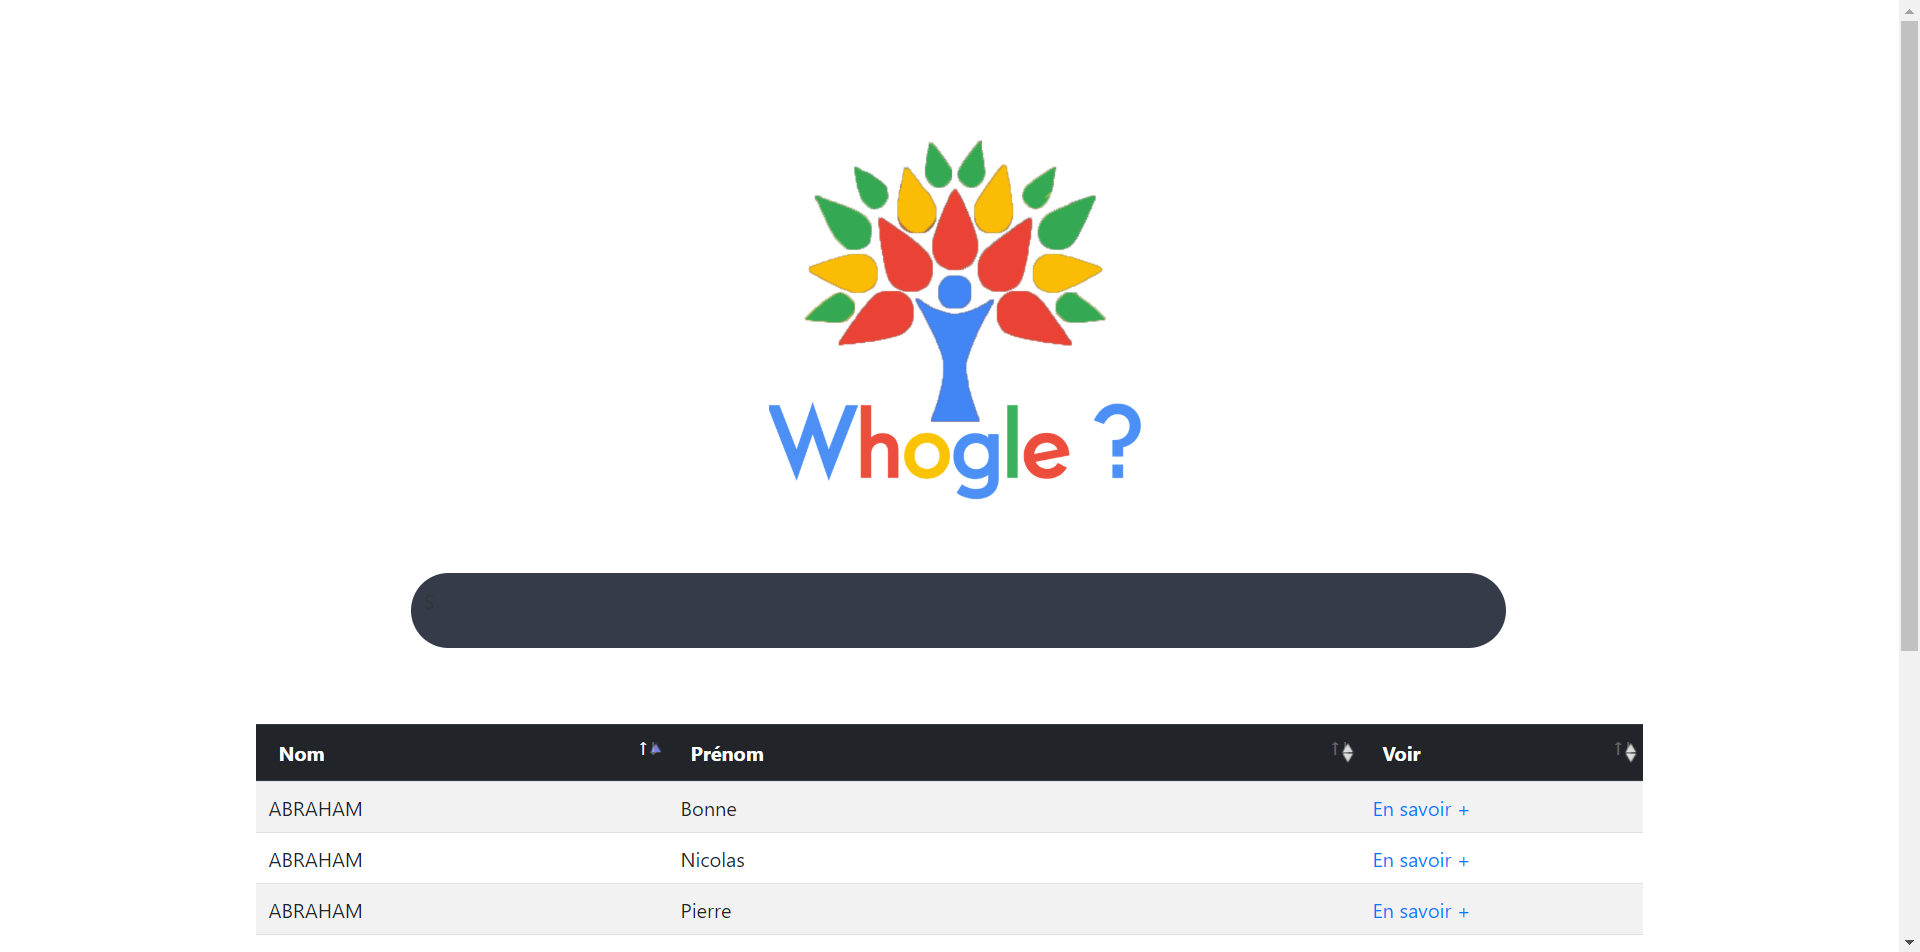 Whogle ?
S
Nom Prénom Voir
ABRAHAM Bonne En savoir +
ABRAHAM Nicolas En savoir +
ABRAHAM Pierre En savoir +